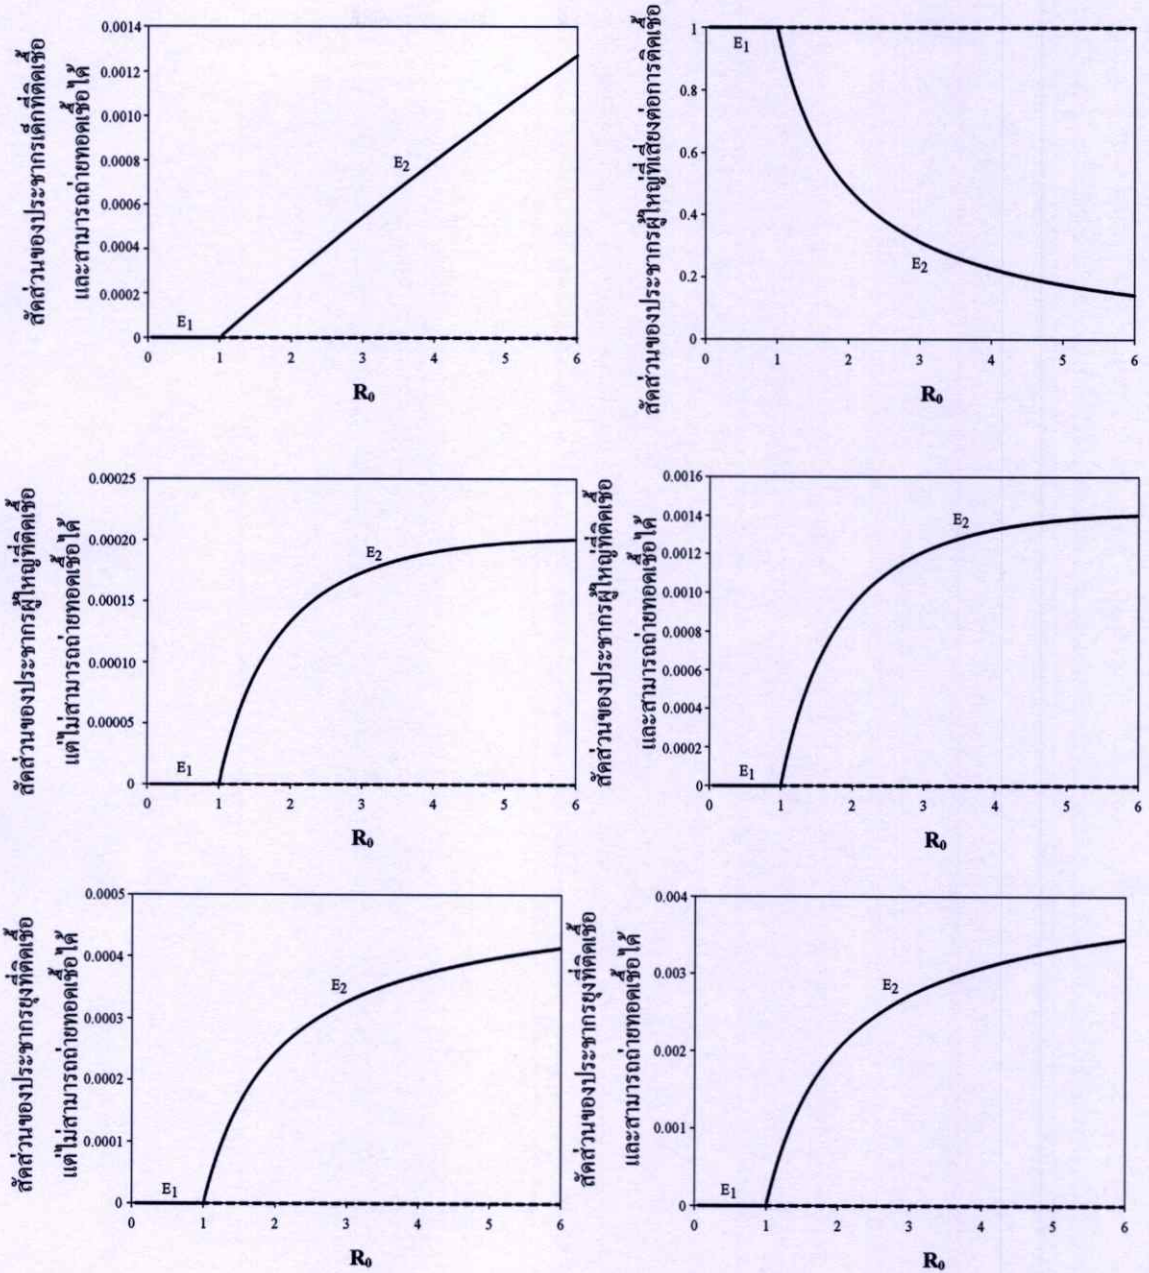 สัดส่วนของประชากรเด็กที่ติดเชื้อ
และสามารถถ่ายทอดเชื้อได้
0.0014
0.0012
0.0010
0.0008
0.0006
0.0004
0.0002
0
E1
E2
0 1 2 3 4 5 6
R0
สัดส่วนของประชากรผู้ใหญ่ที่เสี่ยงต่อการติดเชื้อ
1
0.8
0.6
0.4
0.2
0
E1
E2
0 1 2 3 4 5 6
R0
สัดส่วนของประชากรผู้ใหญ่ที่ติดเชื้อ
แต่ไม่สามารถถ่ายทอดเชื้อได้
0.00025
0.00020
0.00015
0.00010
0.00005
0
E1
E2
0 1 2 3 4 5 6
R0
สัดส่วนของประชากรผู้ใหญ่ที่ติดเชื้อ
และสามารถถ่ายทอดเชื้อได้
0.0016
0.0014
0.0012
0.0010
0.0008
0.0006
0.0004
0.0002
0
E1
E2
0 1 2 3 4 5 6
R0
สัดส่วนของประชากรยุงที่ติดเชื้อ
แต่ไม่สามารถถ่ายทอดเชื้อได้
0.0005
0.0004
0.0003
0.0002
0.0001
0
E1
E2
0 1 2 3 4 5 6
R0
สัดส่วนของประชากรยุงที่ติดเชื้อ
และสามารถถ่ายทอดเชื้อได้
0.004
0.003
0.002
0.001
0
E1
E2
0 1 2 3 4 5 6
R0